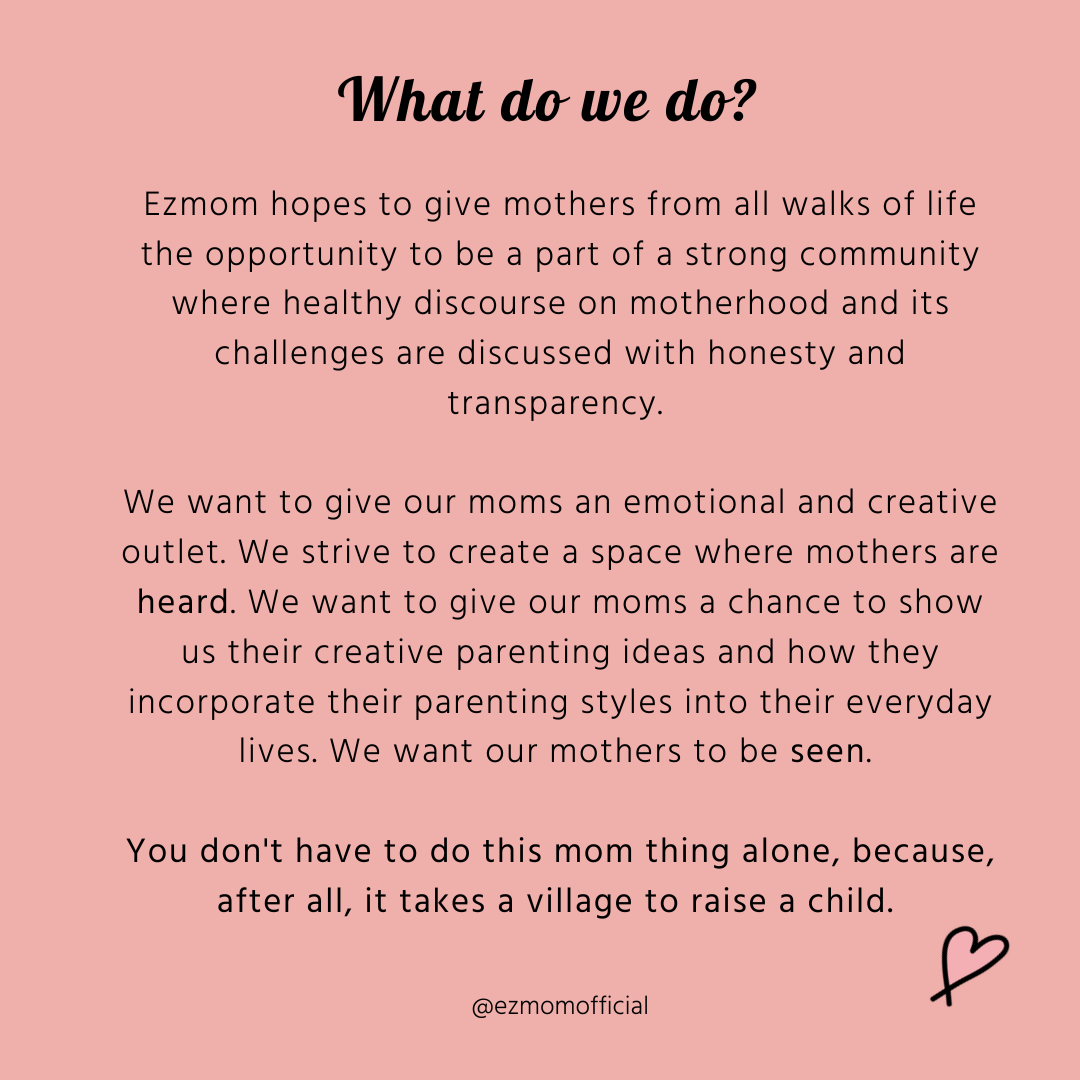 What do we do?
Ezmom hopes to give mothers from all walks of life
the opportunity to be a part of a strong community
where healthy discourse on motherhood and its
challenges are discussed with honesty and
transparency.
We want to give our moms an emotional and creative
outlet. We strive to create a space where mothers are
heard. We want to give our moms a chance to show
us their creative parenting ideas and how they
incorporate their parenting styles into their everyday
lives. We want our mothers to be seen.
You don't have to do this mom thing alone, because,
after all, it takes a village to raise a child.
@ezmomofficial